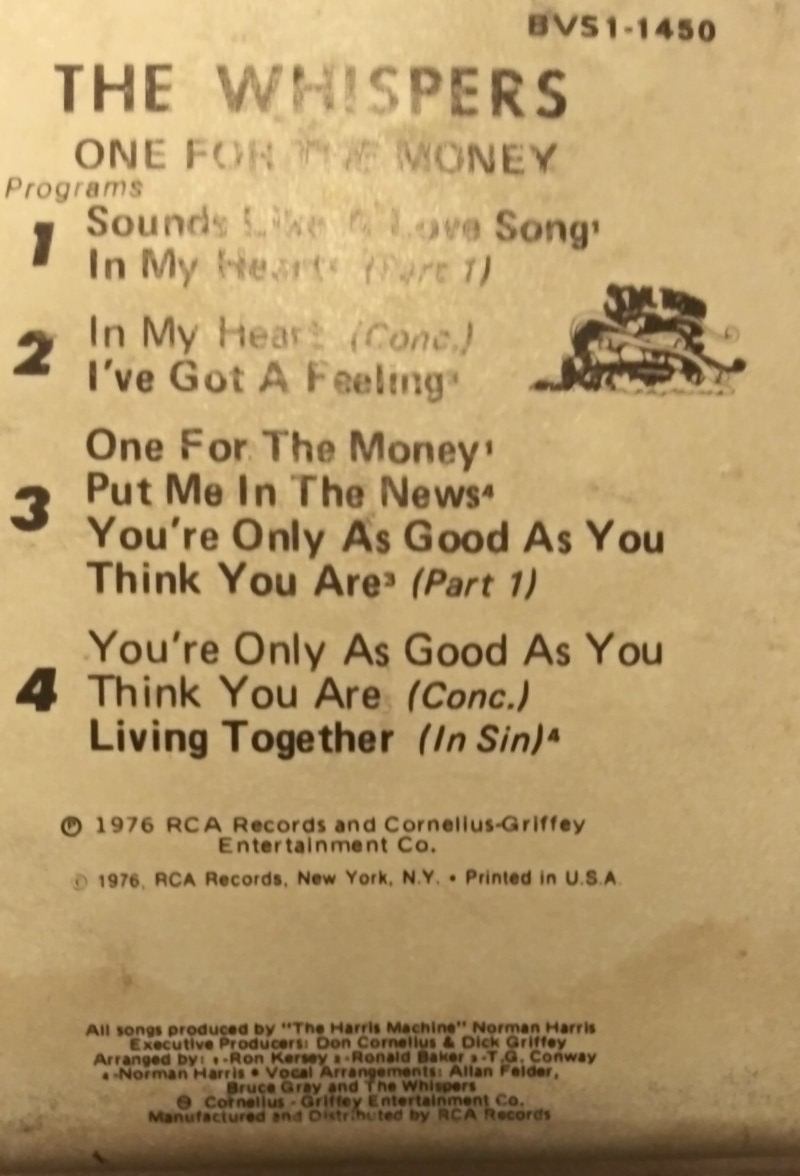 BVS1-1450
THE WHISPERS
ONE FOR THE MONEY
Programs
1
Sounds Like A Love Song¹
In My Heart (Part 1)
2
In My Heart (Conc.)
I've Got A Feeling
3
One For The Money¹
Put Me In The News⁴
You're Only As Good As You
Think You Are³ (Part 1)
4
You're Only As Good As You
Think You Are (Conc.)
Living Together (In Sin)⁴
℗ 1976 RCA Records and Cornelius-Griffey
Entertainment Co.
© 1976, RCA Records, New York, N.Y. • Printed in U.S.A
All songs produced by "The Harris Machine" Norman Harris
Executive Producers: Don Cornelius & Dick Griffey
Arranged by: ¹-Ron Kersey ²-Ronald Baker ³-T.G. Conway
⁴-Norman Harris • Vocal Arrangements: Allan Felder,
Bruce Gray and The Whispers
℗ Cornelius - Griffey Entertainment Co.
Manufactured and Distributed by RCA Records